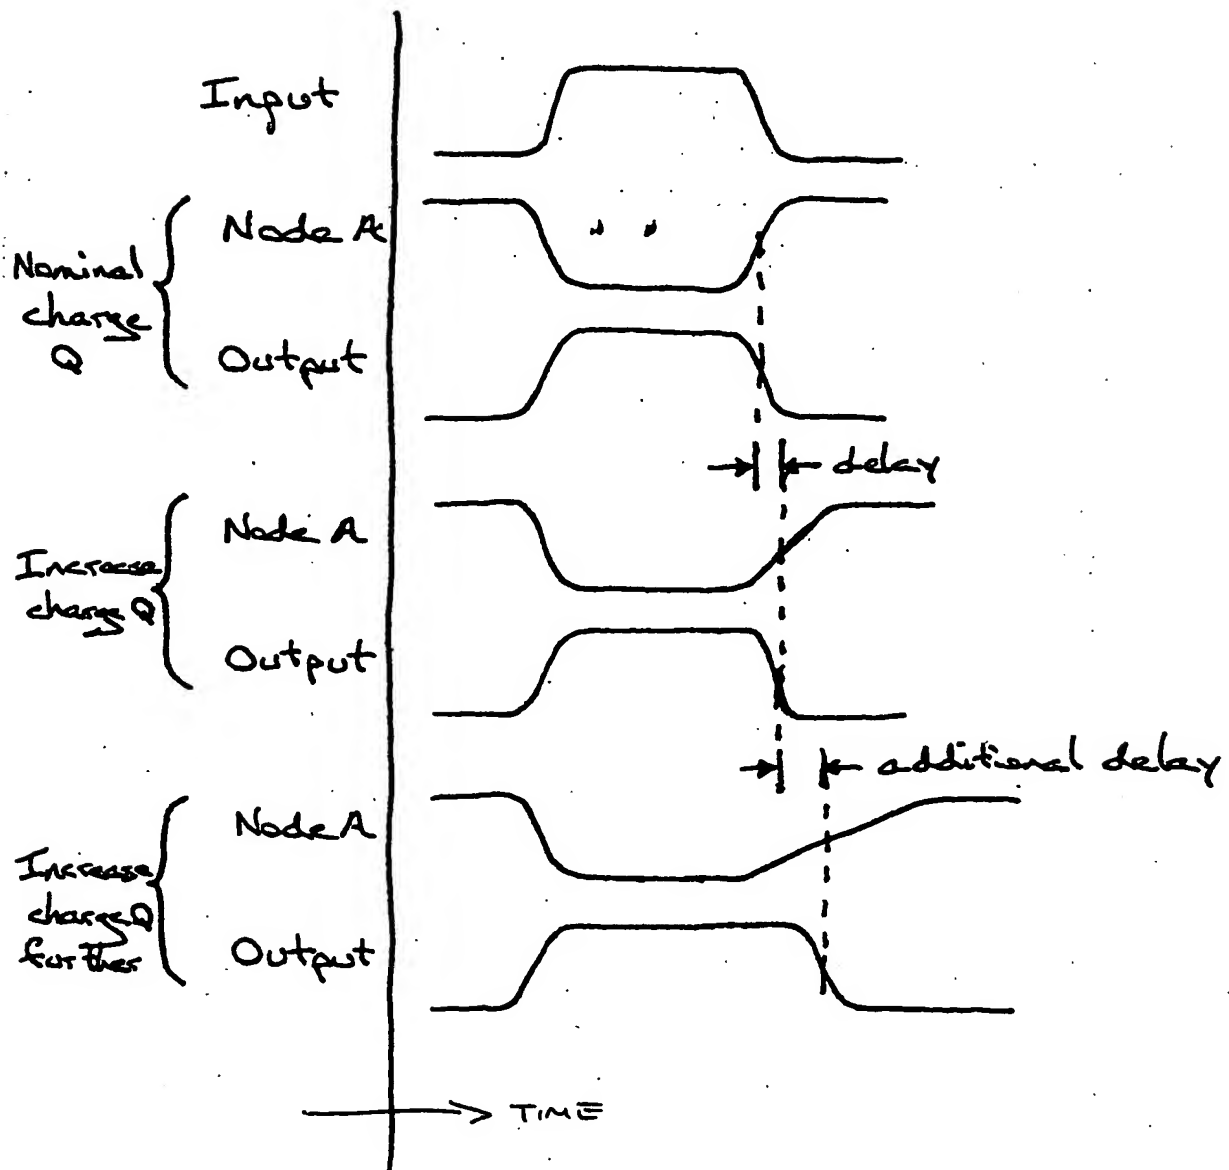 Input
Node A
Nominal
charge
Q
Output
delay
Node A
Increase
charge Q
Output
additional delay
Node A
Increase
charge Q
further
Output
TIME